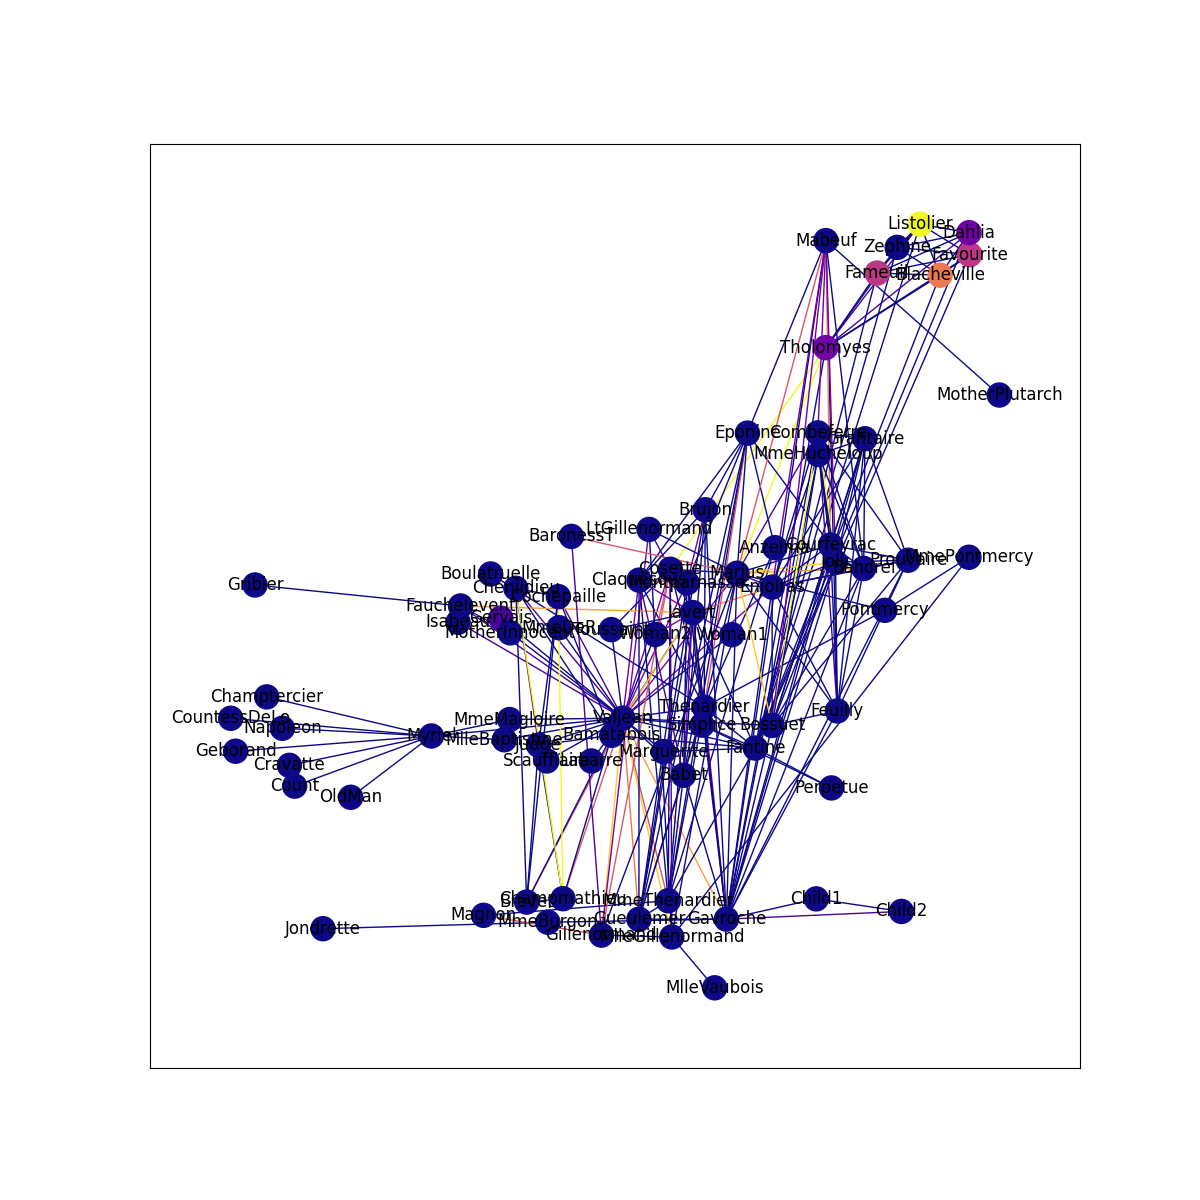 Listolier
Dahlia
Mabeuf
Zephine
Favourite
Fameuil
Blacheville
Tholomyes
MotherPlutarch
Eponine
Combeferre
Grantaire
MmeHucheloup
Brujon
LtGillenormand
BaronessT
Anzelma
Courfeyrac
MmePontmercy
Prouvaire
Cosette
Marius
Boulatruelle
Claquesous
Montparnasse
Gribier
Chenildieu
Enjolras
Cochepaille
Fauchelevent
Pontmercy
Javert
Gervais
Isabeau
MotherInnocent
MmeDeR
Toussaint
Woman2
Woman1
Champtercier
Thenardier
Feuilly
CountessDeLo
MmeMagloire
Valjean
Napoleon
Simplice
Bossuet
Myriel
Bamatabois
MlleBaptistine
Judge
Geborand
Marguerite
Fantine
Scaufflaire
Labarre
Cravatte
Babet
Count
Perpetue
OldMan
Champmathieu
MmeThenardier
Child1
Brevet
Child2
Magnon
Gueulemer
Gavroche
MmeBurgon
Jondrette
Gillenormand
MlleGillenormand
MlleVaubois